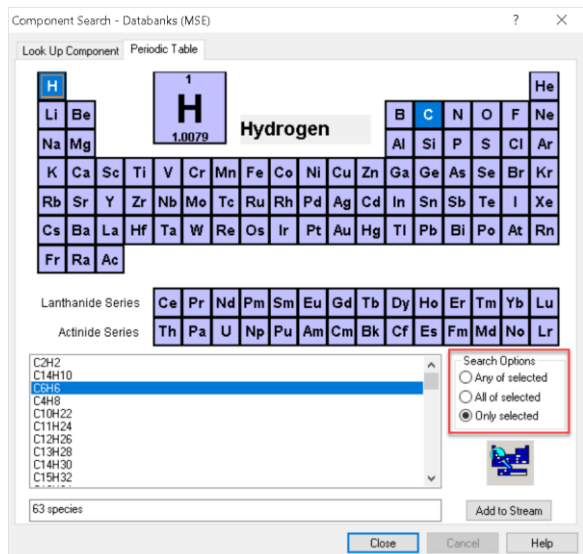 Component Search - Databanks (MSE) ? ×
Look Up Component Periodic Table
1
H
1.0079
Hydrogen
H He
Li Be B C N O F Ne
Na Mg Al Si P S Cl Ar
K Ca Sc Ti V Cr Mn Fe Co Ni Cu Zn Ga Ge As Se Br Kr
Rb Sr Y Zr Nb Mo Tc Ru Rh Pd Ag Cd In Sn Sb Te I Xe
Cs Ba La Hf Ta W Re Os Ir Pt Au Hg Tl Pb Bi Po At Rn
Fr Ra Ac
Lanthanide Series Ce Pr Nd Pm Sm Eu Gd Tb Dy Ho Er Tm Yb Lu
Actinide Series Th Pa U Np Pu Am Cm Bk Cf Es Fm Md No Lr
C2H2
C14H10
C6H6
C4H8
C10H22
C11H24
C12H26
C13H28
C14H30
C15H32
Search Options
Any of selected
All of selected
Only selected
63 species
Add to Stream
Close Cancel Help